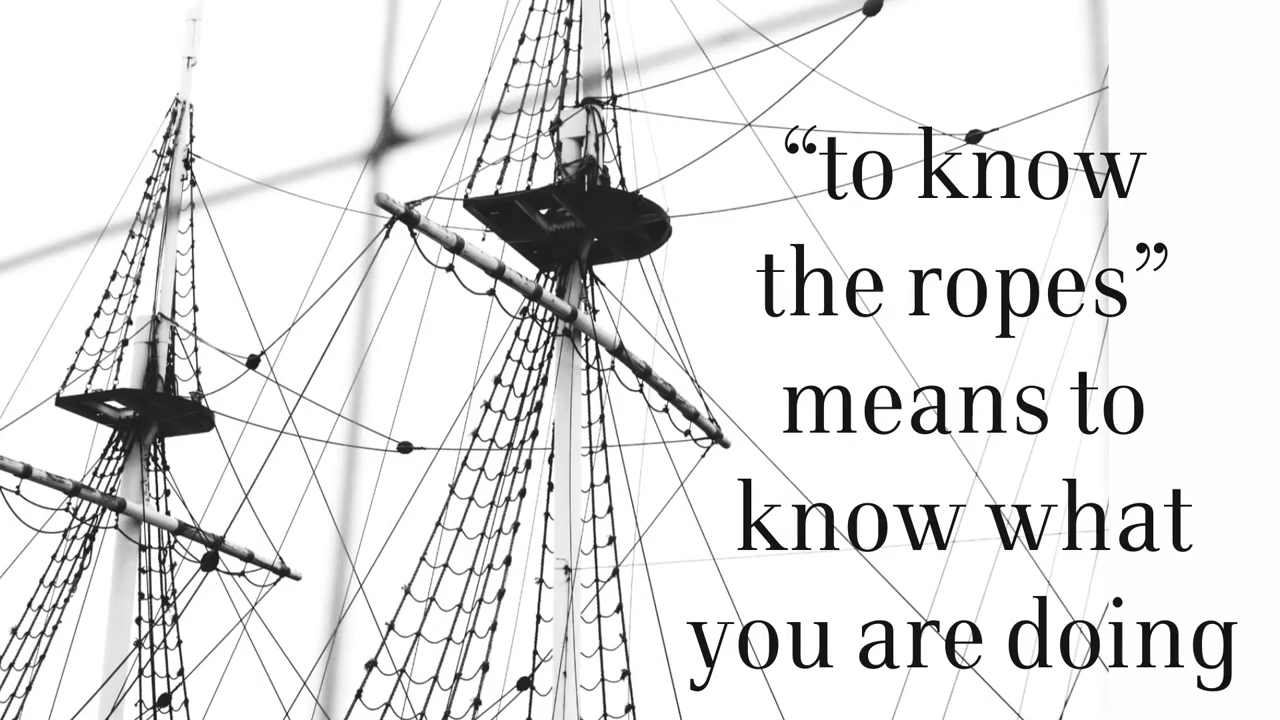 “to know
the ropes”
means to
know what
you are doing